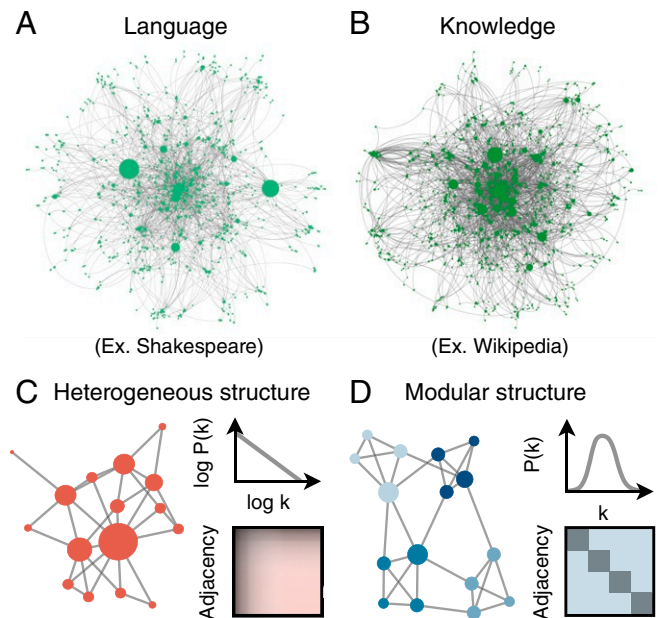 A Language
B Knowledge
(Ex. Shakespeare)
(Ex. Wikipedia)
C Heterogeneous structure
log P(k)
log k
Adjacency
D Modular structure
P(k)
k
Adjacency